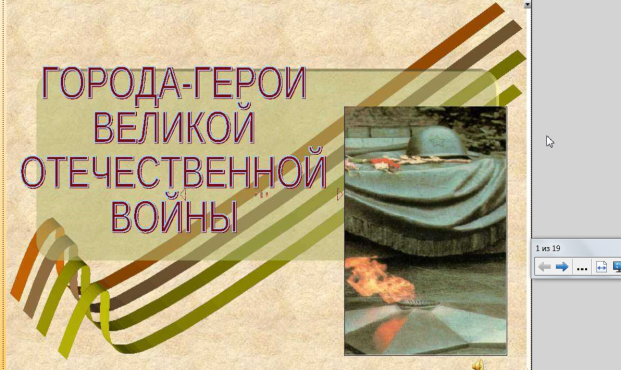 ГОРОДА-ГЕРОИ
ВЕЛИКОЙ
ОТЕЧЕСТВЕННОЙ
ВОЙНЫ
1 из 19
...